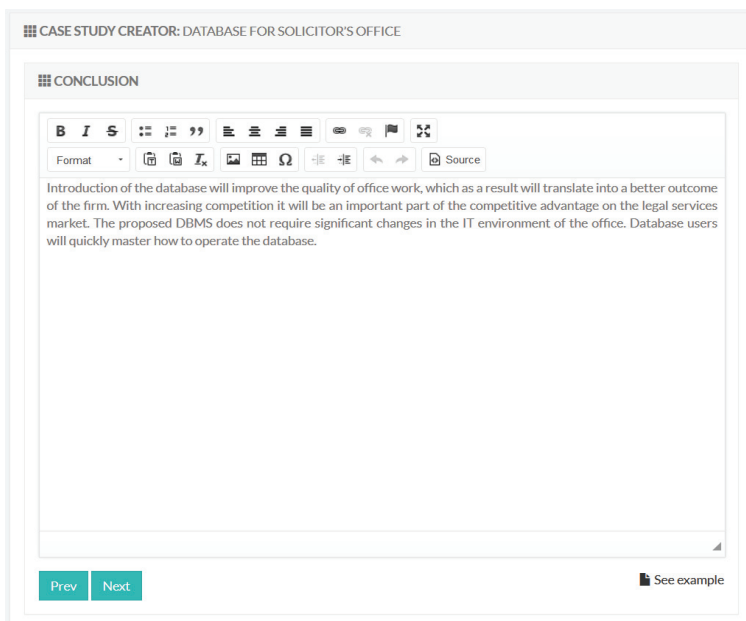 CASE STUDY CREATOR: DATABASE FOR SOLICITOR'S OFFICE
CONCLUSION
B I S
Format
Source
Introduction of the database will improve the quality of office work, which as a result will translate into a better outcome
of the firm. With increasing competition it will be an important part of the competitive advantage on the legal services
market. The proposed DBMS does not require significant changes in the IT environment of the office. Database users
will quickly master how to operate the database.
Prev Next
See example